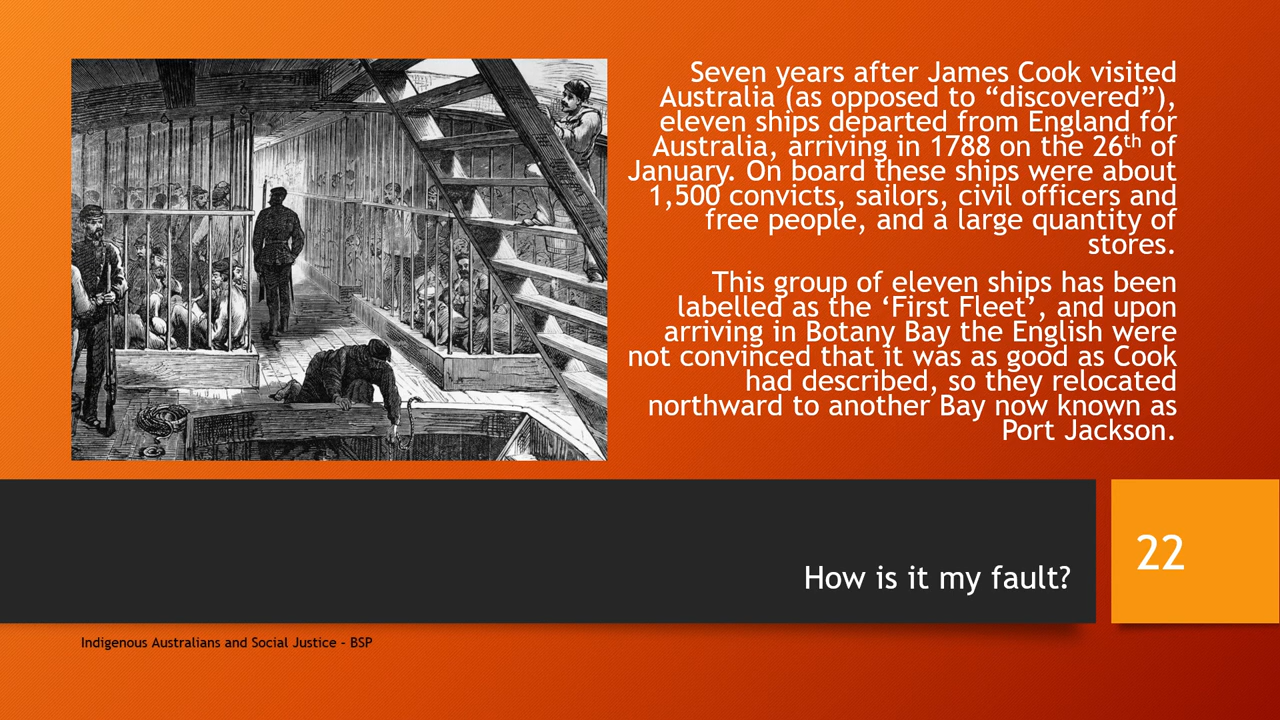 Seven years after James Cook visited
Australia (as opposed to “discovered”),
eleven ships departed from England for
Australia, arriving in 1788 on the 26th of
January. On board these ships were about
1,500 convicts, sailors, civil officers and
free people, and a large quantity of
stores.
This group of eleven ships has been
labelled as the ‘First Fleet’, and upon
arriving in Botany Bay the English were
not convinced that it was as good as Cook
had described, so they relocated
northward to another Bay now known as
Port Jackson.
How is it my fault?
22
Indigenous Australians and Social Justice - BSP